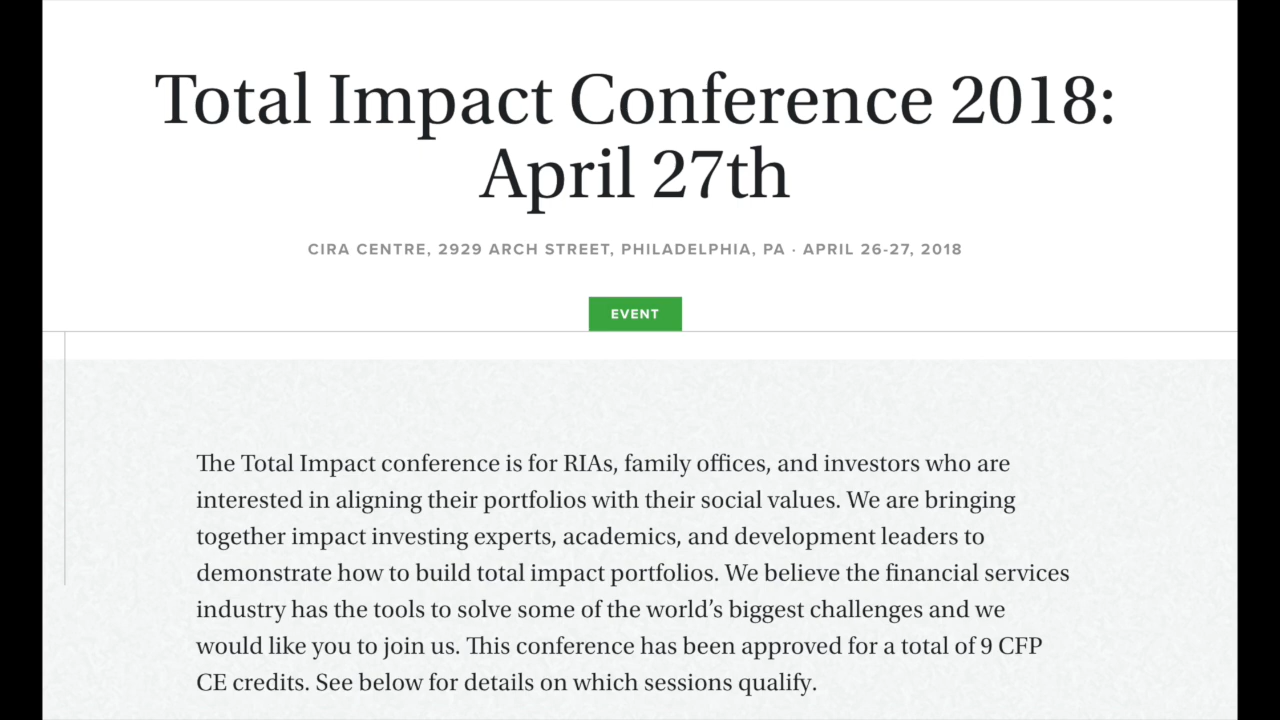 Total Impact Conference 2018:
April 27th
CIRA CENTRE, 2929 ARCH STREET, PHILADELPHIA, PA · APRIL 26-27, 2018
EVENT
The Total Impact conference is for RIAs, family offices, and investors who are
interested in aligning their portfolios with their social values. We are bringing
together impact investing experts, academics, and development leaders to
demonstrate how to build total impact portfolios. We believe the financial services
industry has the tools to solve some of the world’s biggest challenges and we
would like you to join us. This conference has been approved for a total of 9 CFP
CE credits. See below for details on which sessions qualify.